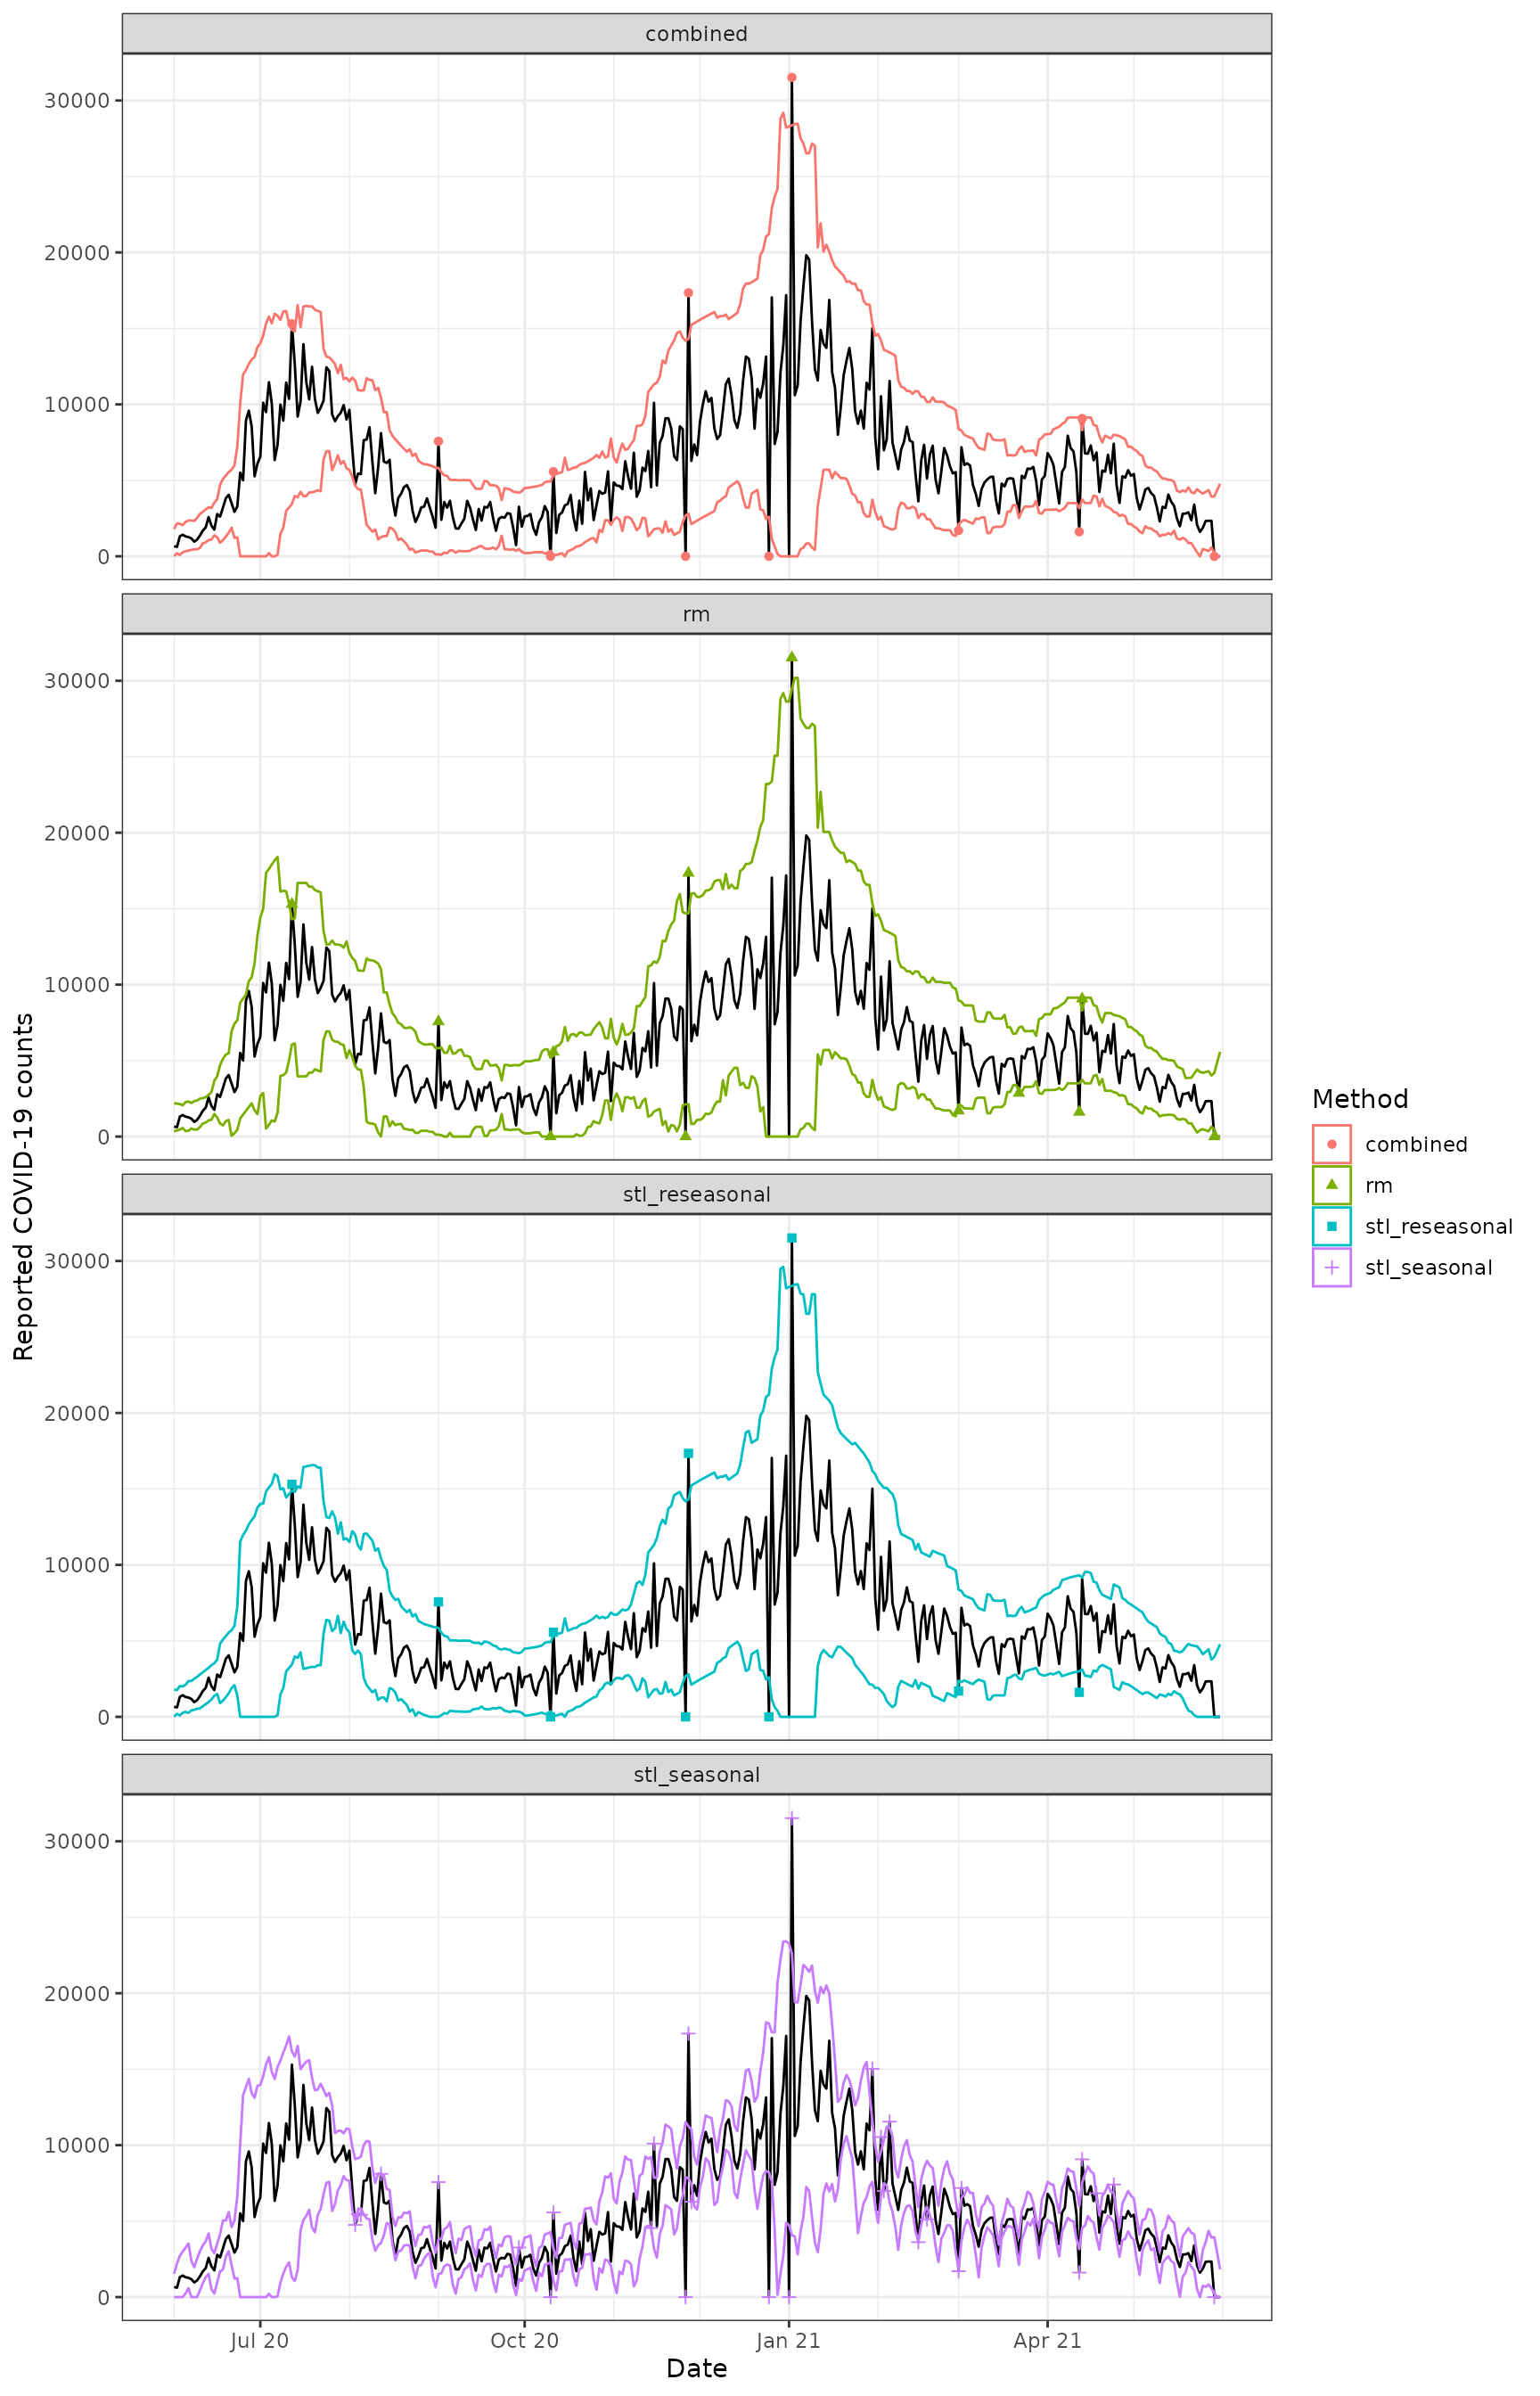 combined
30000
20000
10000
0
rm
30000
20000
10000
0
stl_reseasonal
30000
20000
10000
0
stl_seasonal
30000
20000
10000
0
Jul 20
Oct 20
Jan 21
Apr 21
Date
Reported COVID-19 counts
Method
combined
rm
stl_reseasonal
stl_seasonal